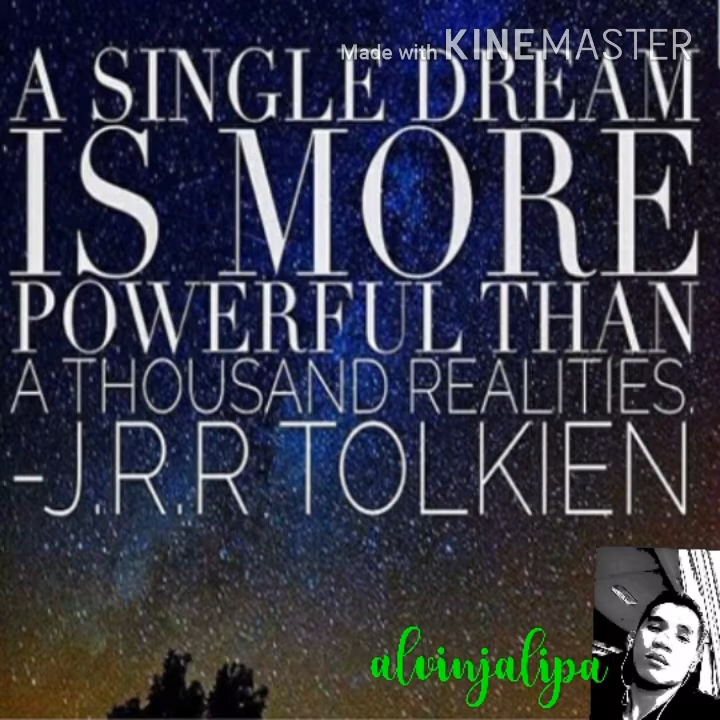 Made with KINEMASTER
A SINGLE DREAM
IS MORE
POWERFUL THAN
A THOUSAND REALITIES.
-J.R.R.TOLKIEN
alvinjalipa